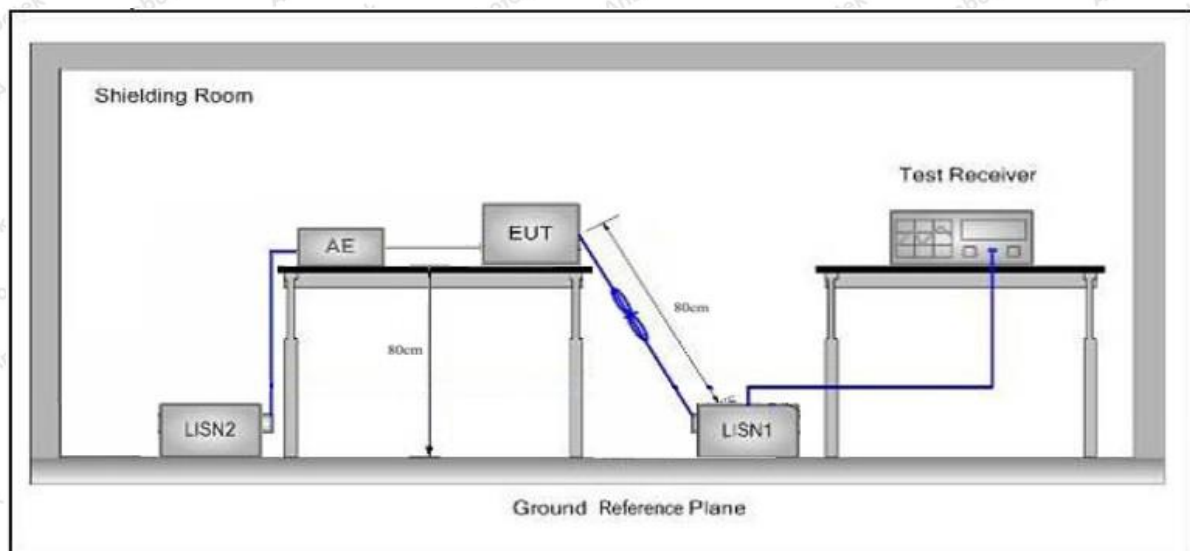 Shielding Room
Test Receiver
AE
EUT
80cm
80cm
LISN2
LISN1
Ground Reference Plane